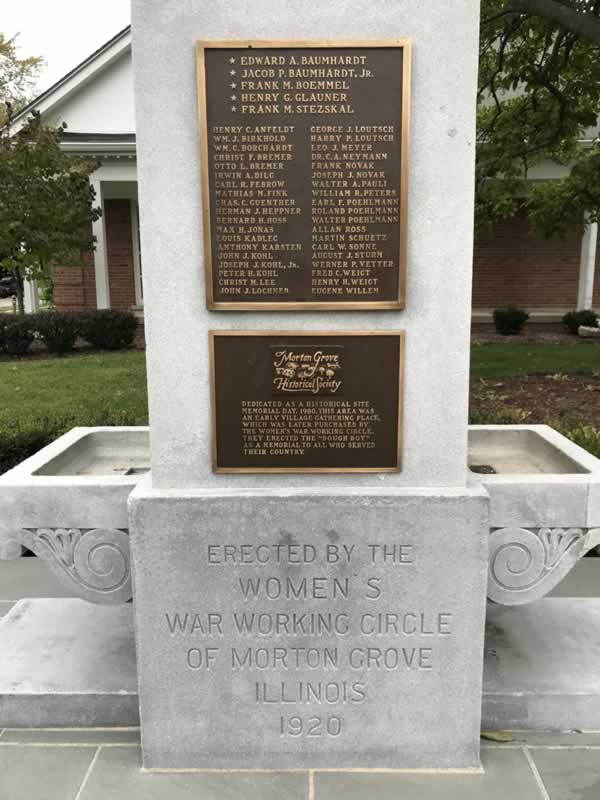 ★ EDWARD A. BAUMHARDT
★ JACOB P. BAUMHARDT, JR.
★ FRANK M. BOEMMEL
★ HENRY G. GLAUNER
★ FRANK M. STEZSKAL
HENRY C. ANFELDT
WM. J. BIRKHOLD
WM. C. BORCHARDT
CHRIST F. BREMER
OTTO L. BREMER
IRWIN A. DILG
CARL R. FEBROW
MATHIAS M. FINK
CHAS. C. GUENTHER
HERMAN J. HEPPNER
BERNARD H. HOSS
MAX H. JONAS
LOUIS KADLEC
ANTHONY KARSTEN
JOHN J. KOHL
JOSEPH J. KOHL, JR.
PETER H. KOHL
CHRIST M. LEE
JOHN J. LOCHNER
GEORGE J. LOUTSCH
HARRY P. LOUTSCH
LEO J. MEYER
DR. C. A. NEYMANN
FRANK NOVAK
JOSEPH J. NOVAK
WALTER A. PAULI
WILLIAM R. PETERS
EARL F. POEHLMANN
ROLAND POEHLMANN
WALTER POEHLMANN
ALLAN ROSS
MARTIN SCHUETZ
CARL W. SONNE
AUGUST J. STURM
WERNER P. VETTER
FRED C. WEIGT
HENRY H. WEIGT
EUGENE WILLEM
Morton Grove
Historical Society
DEDICATED AS A HISTORICAL SITE
MEMORIAL DAY, 1980. THIS AREA WAS
AN EARLY VILLAGE GATHERING PLACE,
WHICH WAS LATER PURCHASED BY
THE WOMEN'S WAR WORKING CIRCLE.
THEY ERECTED THE "DOUGH BOY"
AS A MEMORIAL TO ALL WHO SERVED
THEIR COUNTRY.
ERECTED BY THE
WOMEN'S
WAR WORKING CIRCLE
OF MORTON GROVE
ILLINOIS
1920